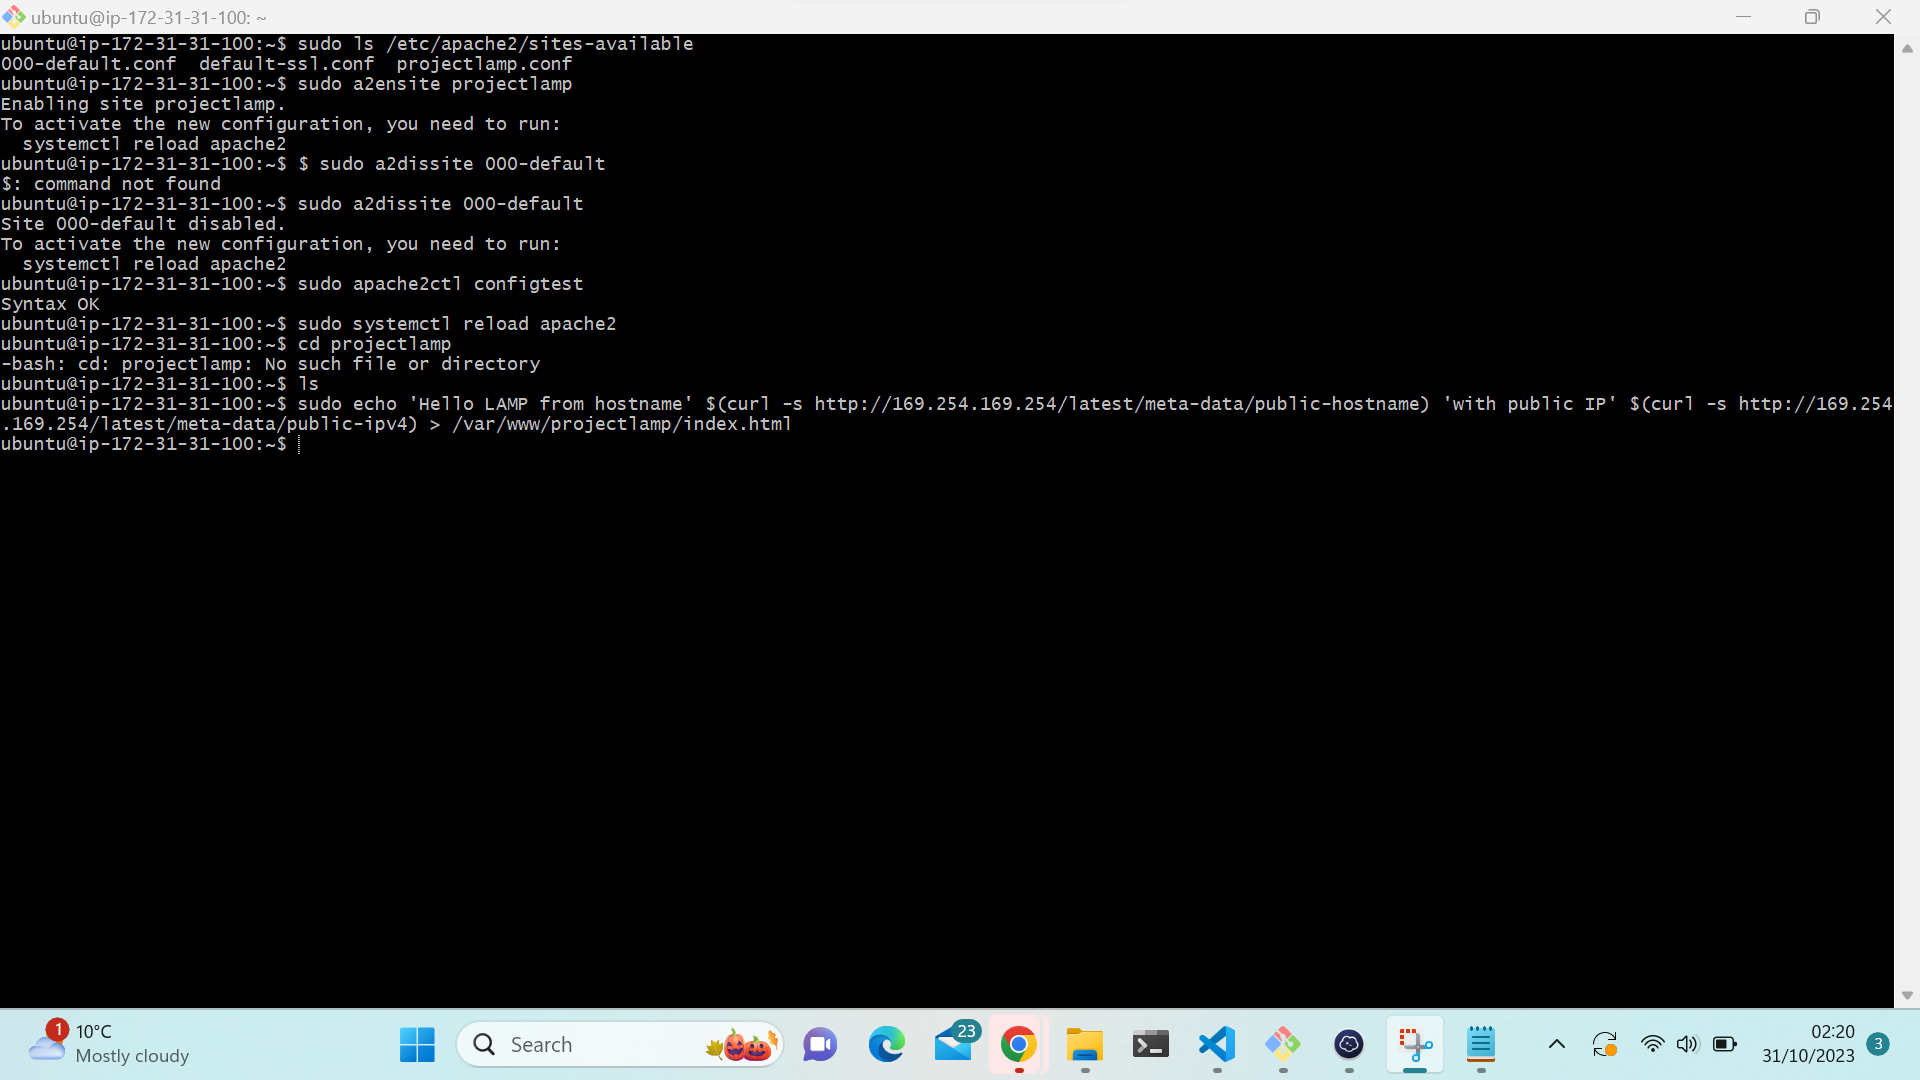 ubuntu@ip-172-31-31-100: ~
ubuntu@ip-172-31-31-100:~$ sudo ls /etc/apache2/sites-available
000-default.conf  default-ssl.conf  projectlamp.conf
ubuntu@ip-172-31-31-100:~$ sudo a2ensite projectlamp
Enabling site projectlamp.
To activate the new configuration, you need to run:
  systemctl reload apache2
ubuntu@ip-172-31-31-100:~$ $ sudo a2dissite 000-default
$: command not found
ubuntu@ip-172-31-31-100:~$ sudo a2dissite 000-default
Site 000-default disabled.
To activate the new configuration, you need to run:
  systemctl reload apache2
ubuntu@ip-172-31-31-100:~$ sudo apache2ctl configtest
Syntax OK
ubuntu@ip-172-31-31-100:~$ sudo systemctl reload apache2
ubuntu@ip-172-31-31-100:~$ cd projectlamp
-bash: cd: projectlamp: No such file or directory
ubuntu@ip-172-31-31-100:~$ ls
ubuntu@ip-172-31-31-100:~$ sudo echo 'Hello LAMP from hostname' $(curl -s http://169.254.169.254/latest/meta-data/public-hostname) 'with public IP' $(curl -s http://169.254
.169.254/latest/meta-data/public-ipv4) > /var/www/projectlamp/index.html
ubuntu@ip-172-31-31-100:~$
1
10°C
Mostly cloudy
Search
23
02:20
31/10/2023
3